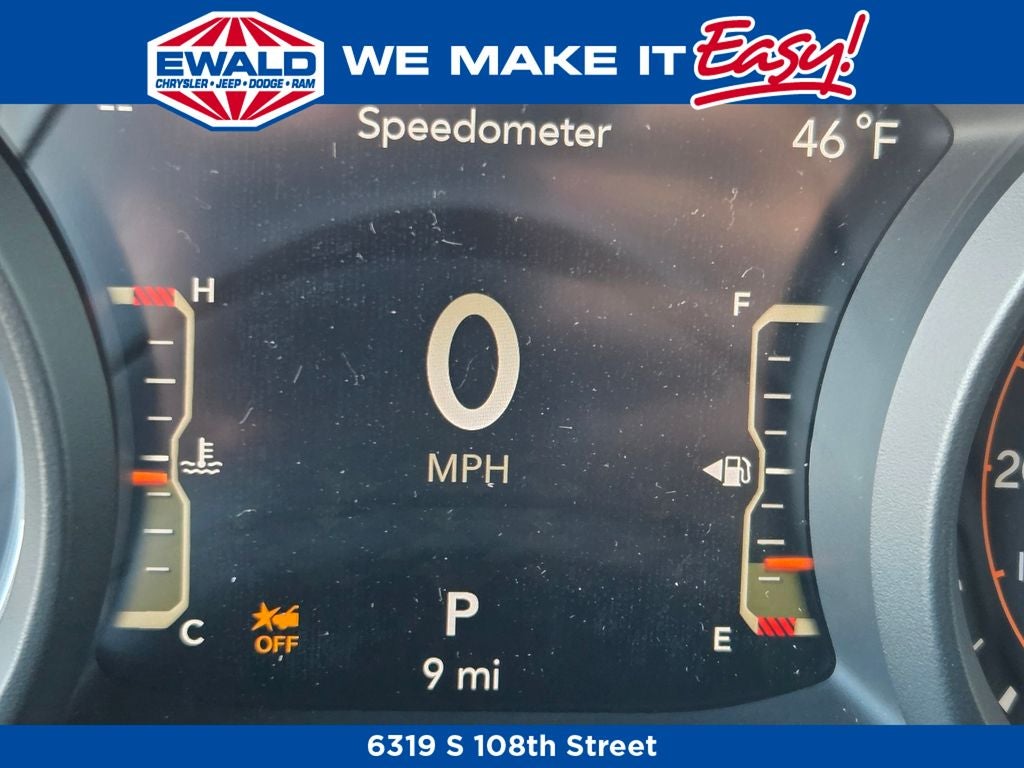 EWALD
CHRYSLER • JEEP • DODGE • RAM
WE MAKE IT Easy!
Speedometer
46 °F
H
F
0
MPH
C
OFF
P
E
9 mi
20
6319 S 108th Street